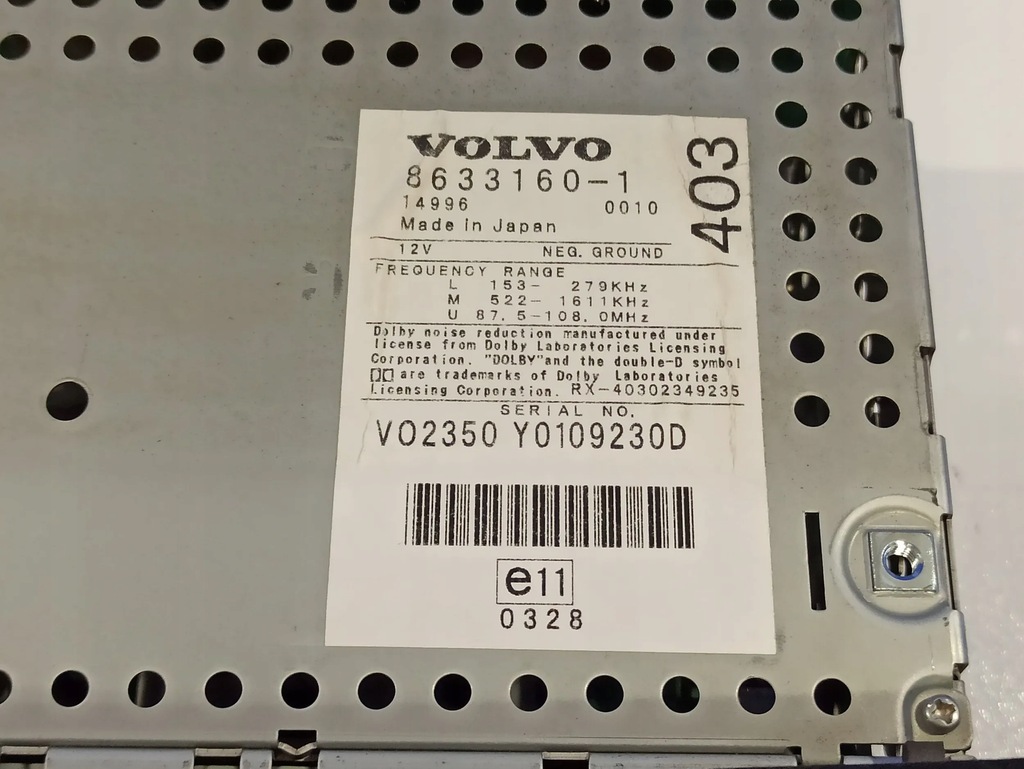 VOLVO
8633160-1
403
14996 0010
Made in Japan
12V NEG. GROUND
FREQUENCY RANGE
L 153- 279KHz
M 522- 1611KHz
U 87.5-108.0MHz
Dolby noise reduction manufactured under
license from Dolby Laboratories Licensing
Corporation. "DOLBY"and the double-D symbol
are trademarks of Dolby Laboratories
Licensing Corporation. RX-40302349235
SERIAL NO.
VO2350 Y0109230D
e11
0328